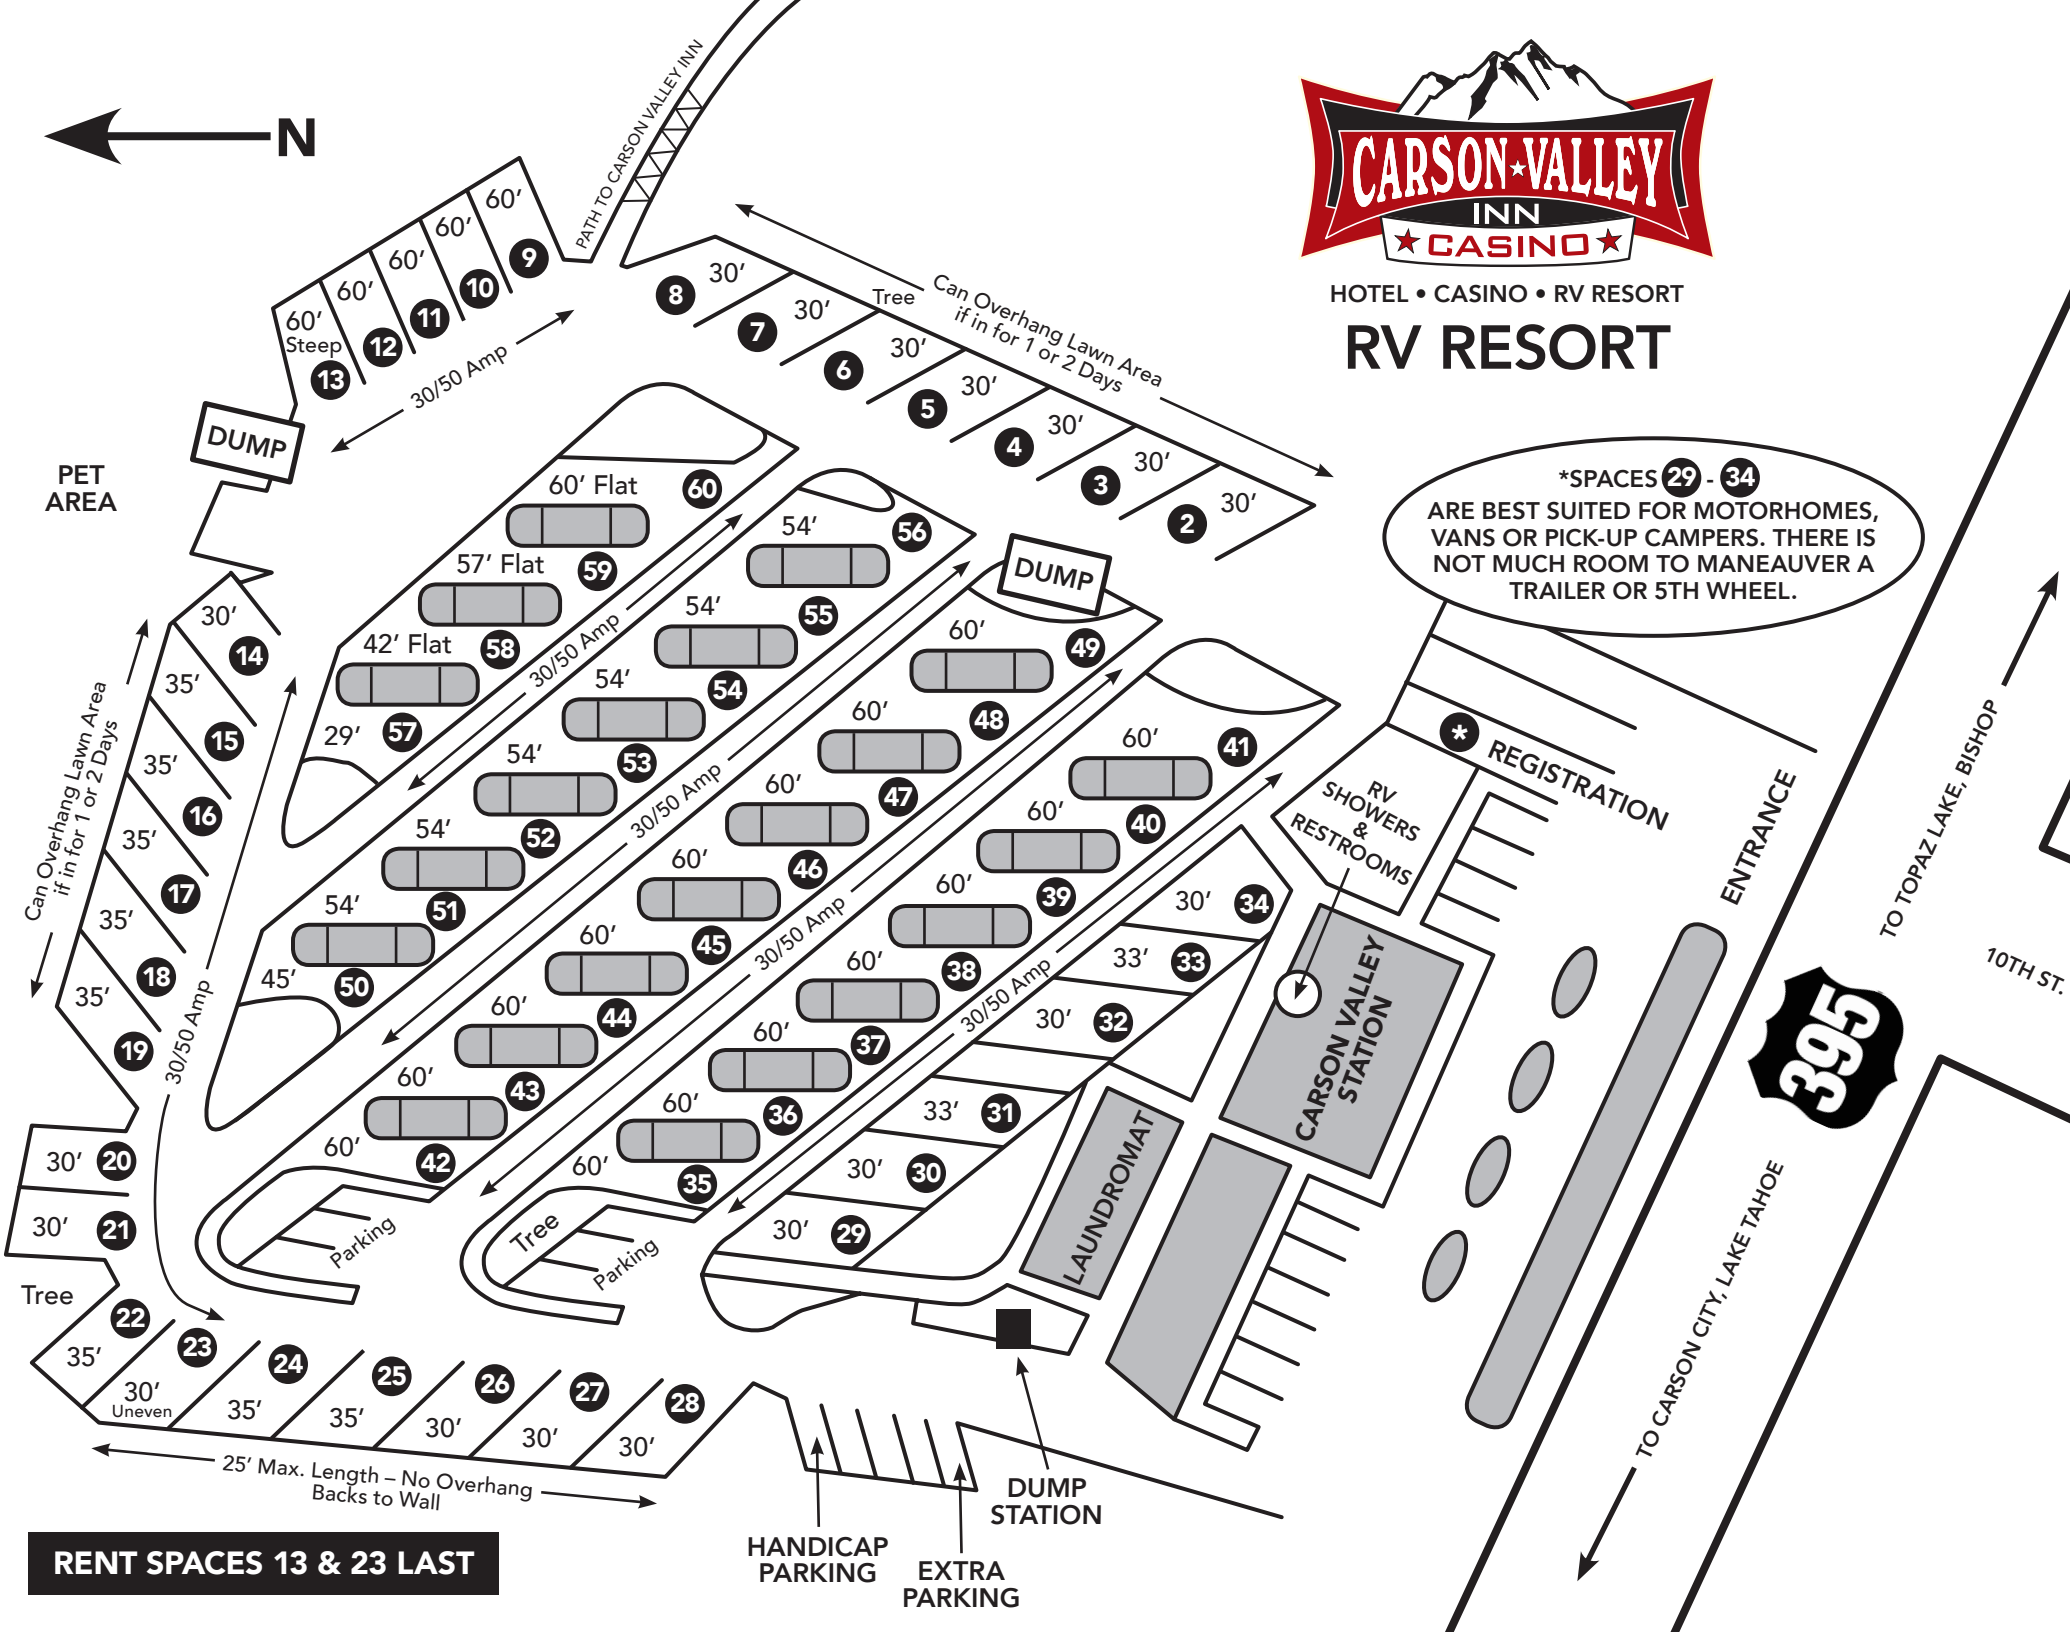 N
PATH TO CARSON VALLEY INN
CARSON★VALLEY
INN
★ CASINO ★
HOTEL • CASINO • RV RESORT
RV RESORT
60′ 9
60′ 10
60′ 11
60′ 12
60′
Steep
13
30/50 Amp
DUMP
PET
AREA
8 30′
7 30′
Tree
6 30′
5 30′
4 30′
3 30′
2 30′
Can Overhang Lawn Area
if in for 1 or 2 Days
*SPACES 29 - 34
ARE BEST SUITED FOR MOTORHOMES,
VANS OR PICK-UP CAMPERS. THERE IS
NOT MUCH ROOM TO MANEAUVER A
TRAILER OR 5TH WHEEL.
60′ Flat 60
57′ Flat 59
42′ Flat 58
29′ 57
30/50 Amp
54′ 56
54′ 55
54′ 54
54′ 53
54′ 52
54′ 51
45′ 50
30/50 Amp
DUMP
60′ 49
60′ 48
60′ 47
60′ 46
60′ 45
60′ 44
60′ 43
60′ 42
30/50 Amp
60′ 41
60′ 40
60′ 39
60′ 38
60′ 37
60′ 36
60′ 35
30/50 Amp
30′ 34
33′ 33
30′ 32
33′ 31
30′ 30
30′ 29
30′ 14
35′ 15
35′ 16
35′ 17
35′ 18
35′ 19
Can Overhang Lawn Area
if in for 1 or 2 Days
30/50 Amp
30′ 20
30′ 21
Tree
22
35′
23
30′
Uneven
24
35′
25
35′
26
30′
27
30′
28
30′
25′ Max. Length – No Overhang
Backs to Wall
Parking
Tree
Parking
* REGISTRATION
RV
SHOWERS
&
RESTROOMS
CARSON VALLEY
STATION
LAUNDROMAT
ENTRANCE
TO TOPAZ LAKE, BISHOP
10TH ST.
395
TO CARSON CITY, LAKE TAHOE
DUMP
STATION
HANDICAP
PARKING
EXTRA
PARKING
RENT SPACES 13 & 23 LAST